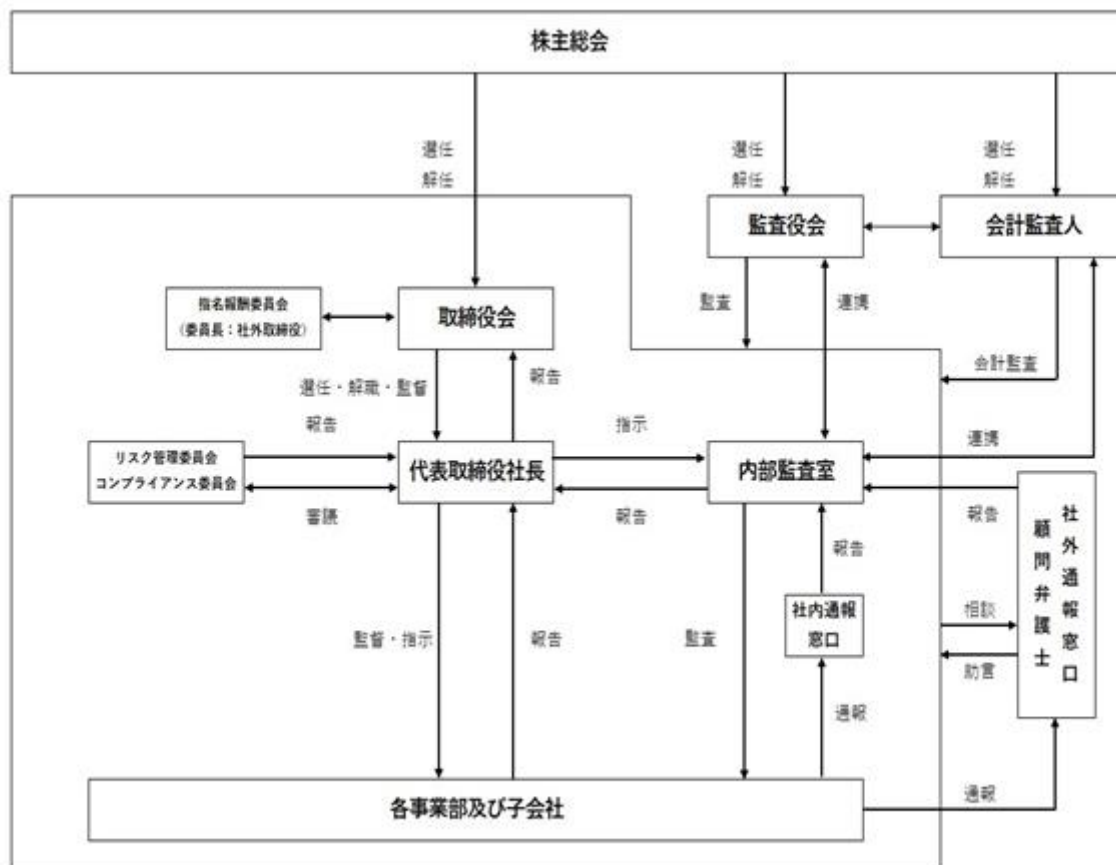 株主総会
選任
解任
選任
解任
選任
解任
監査役会
会計監査人
監査
連携
会計監査
指名報酬委員会
(委員長：社外取締役)
取締役会
選任・解職・監督
報告
報告
指示
連携
リスク管理委員会
コンプライアンス委員会
代表取締役社長
内部監査室
審議
報告
報告
報告
社内通報
窓口
社外通報窓口
顧問弁護士
相談
助言
監督・指示
報告
監査
通報
通報
各事業部及び子会社